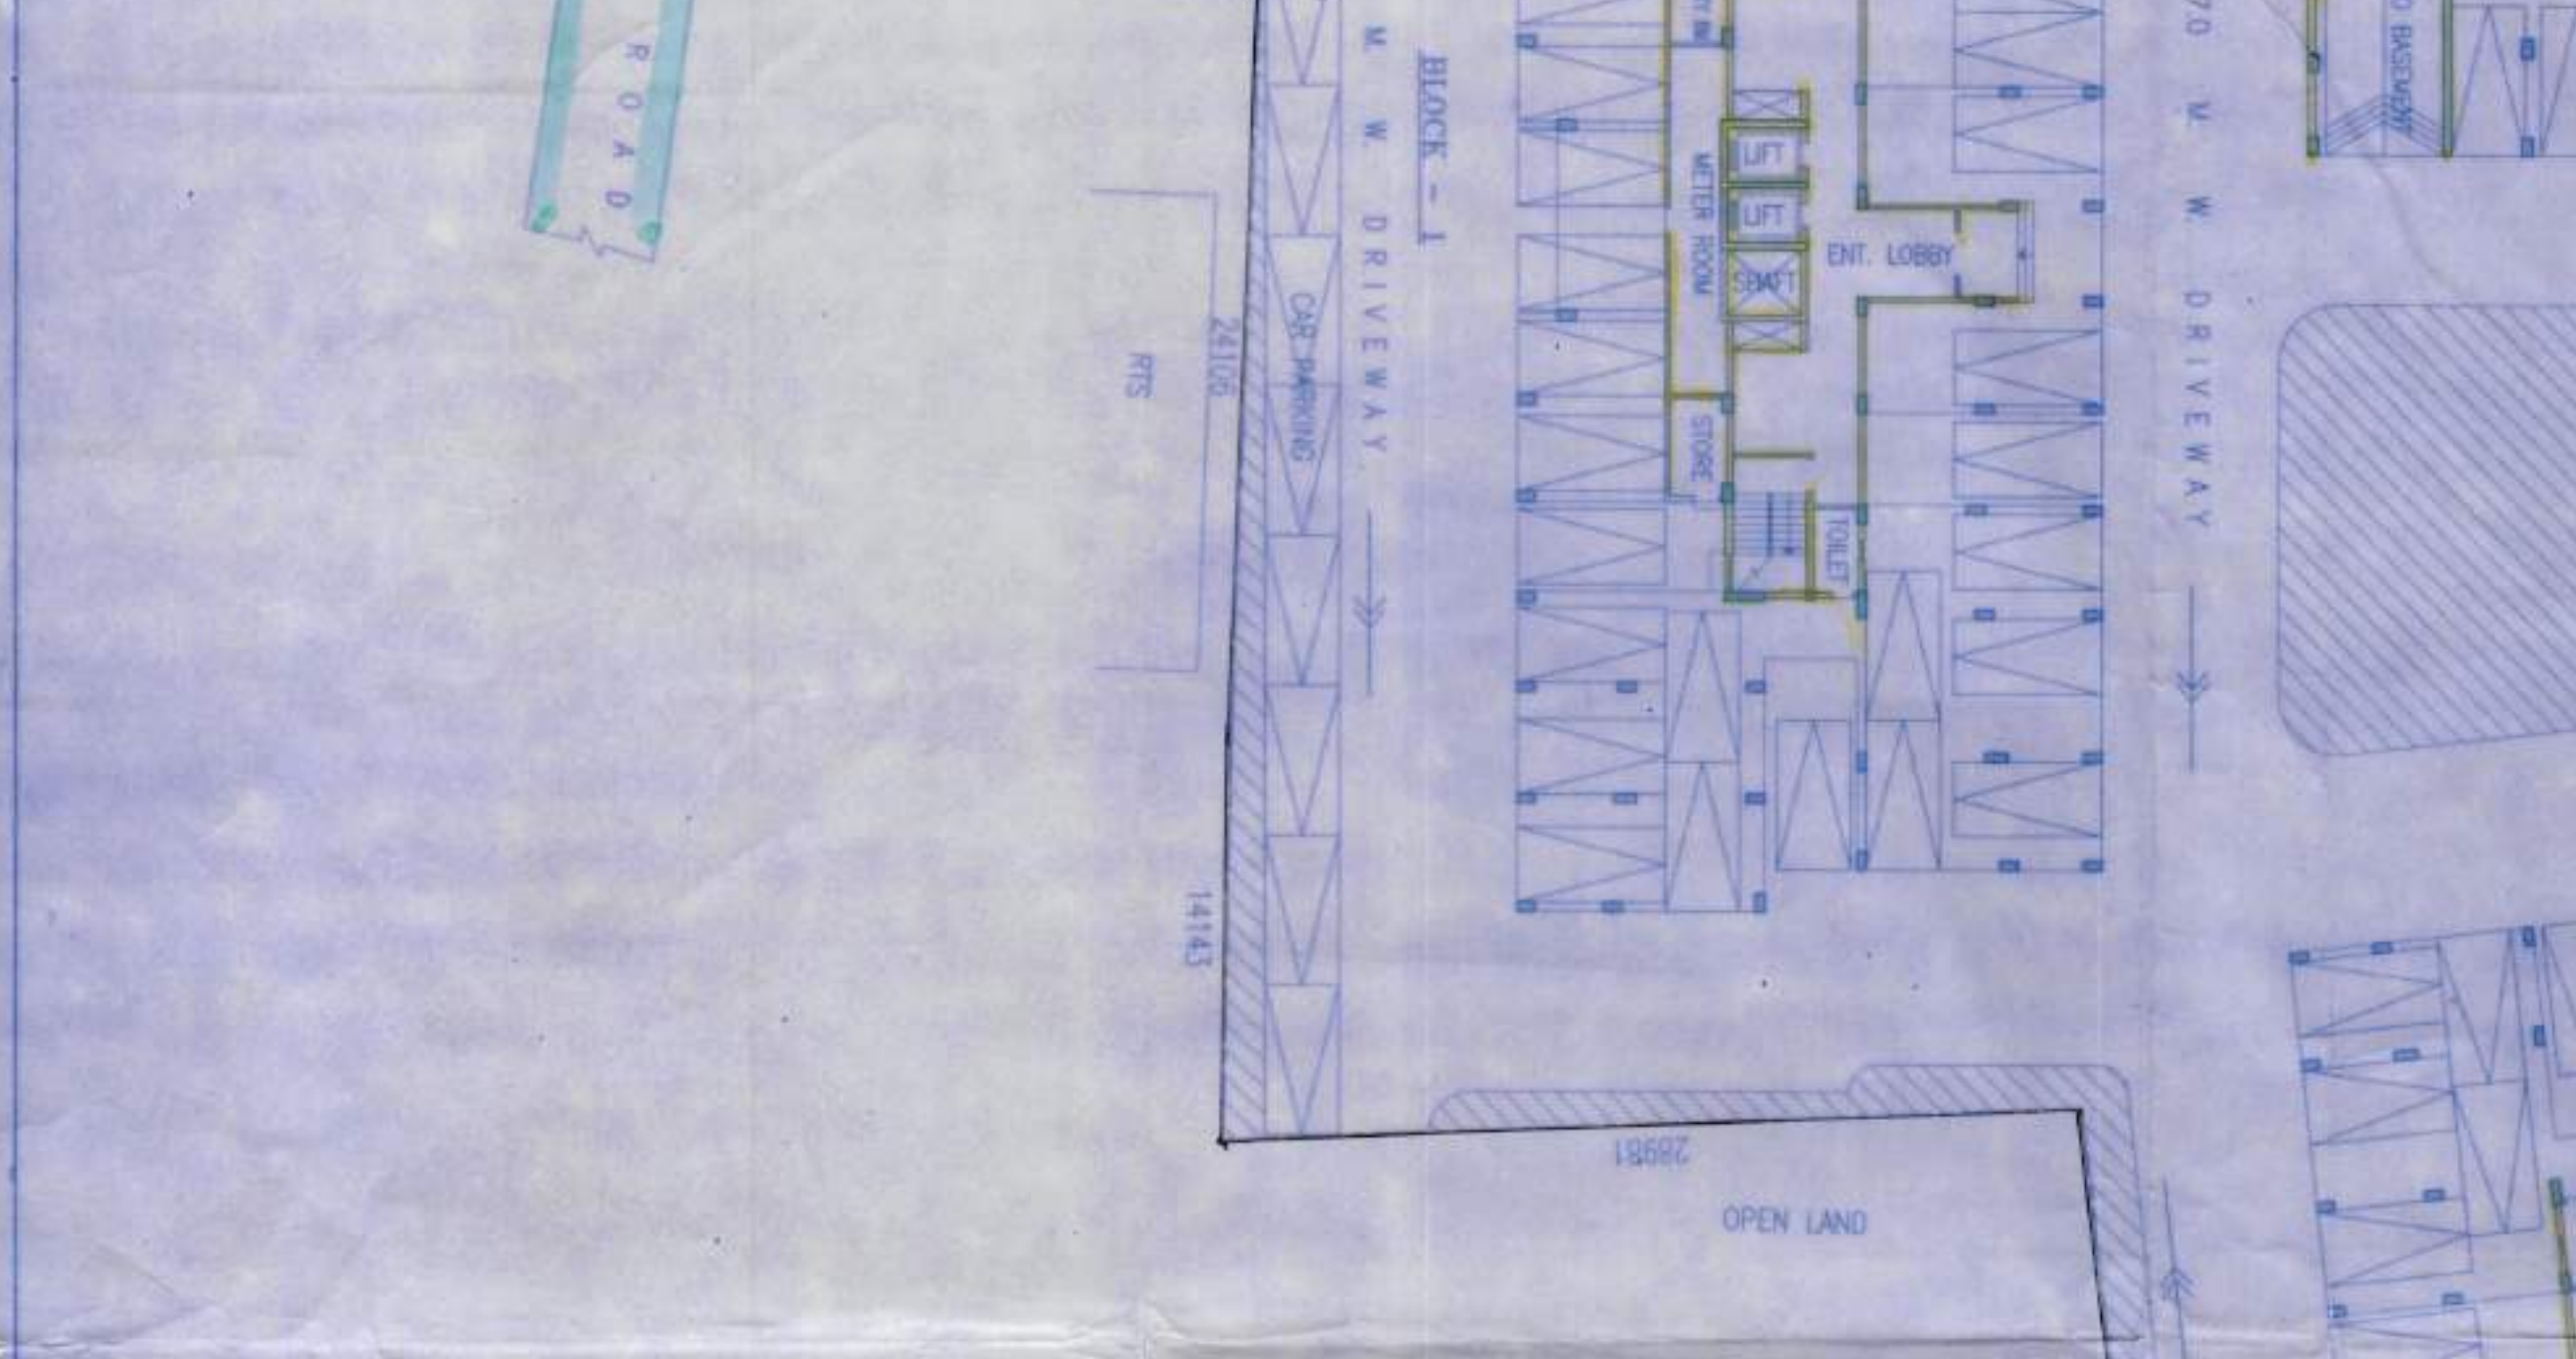 ROAD
RTS
24106
14143
CAR PARKING
M. W. DRIVEWAY
BLOCK - 1
METER ROOM
STORE
LIFT
LIFT
SHAFT
ENT. LOBBY
TOILET
70 M. W. DRIVEWAY
BASEMENT
28981
OPEN LAND